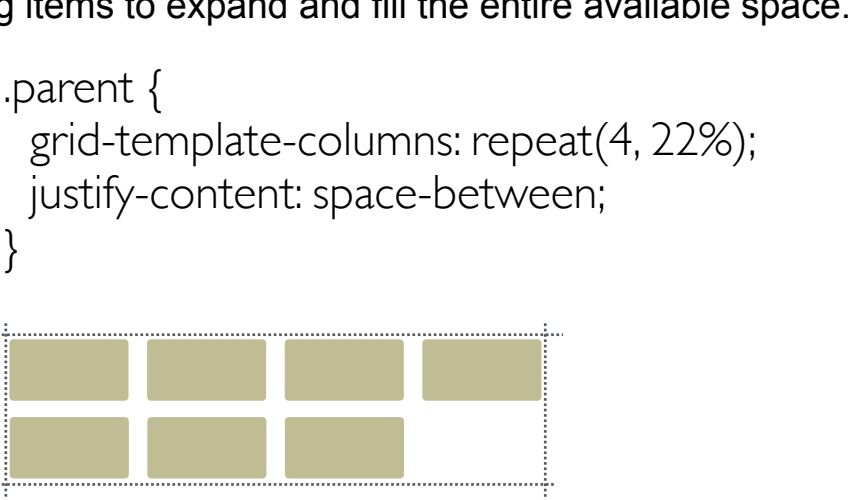 g items to expand and fill the entire available space.
.parent {
grid-template-columns: repeat(4, 22%);
justify-content: space-between;
}